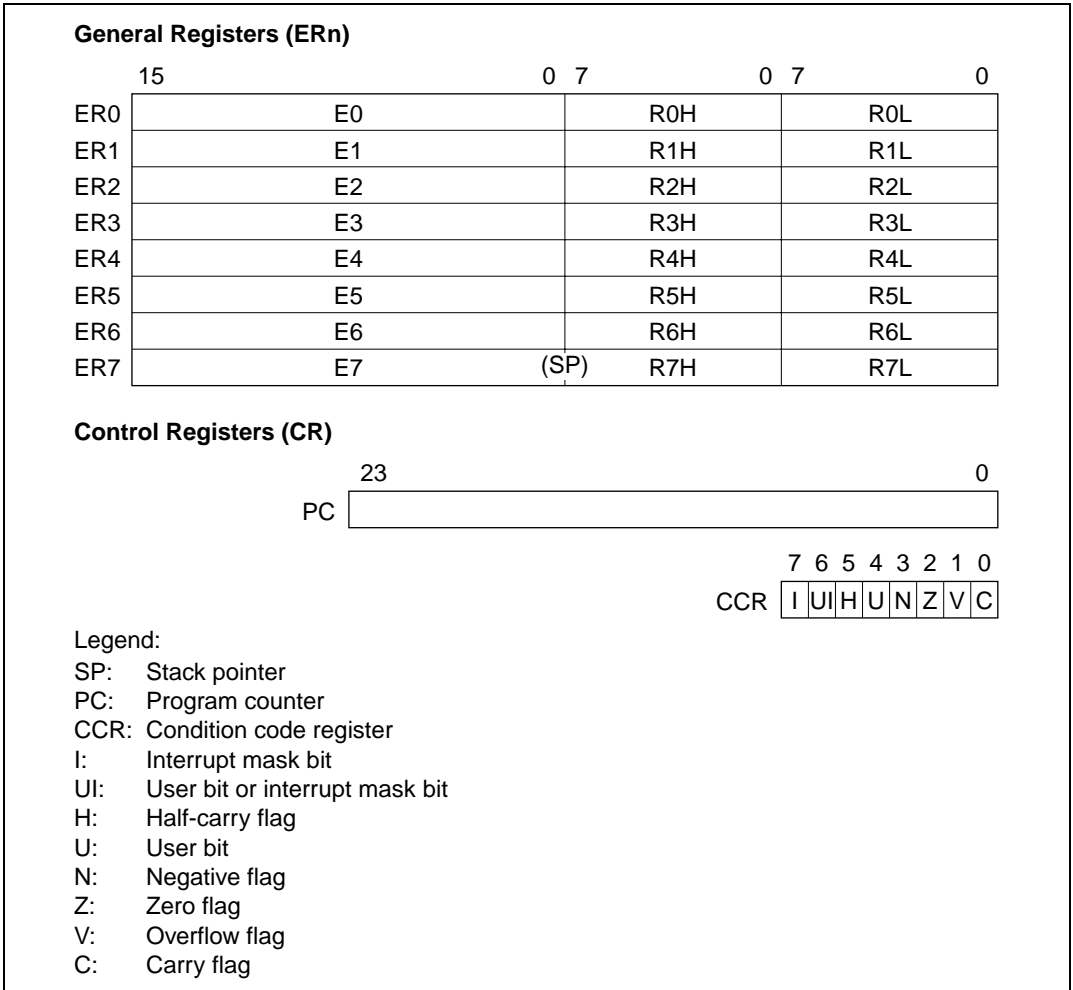 General Registers (ERn)
15 0 7 0 7 0
ER0 E0 R0H R0L
ER1 E1 R1H R1L
ER2 E2 R2H R2L
ER3 E3 R3H R3L
ER4 E4 R4H R4L
ER5 E5 R5H R5L
ER6 E6 R6H R6L
ER7 E7 (SP) R7H R7L
Control Registers (CR)
23 0
PC
7 6 5 4 3 2 1 0
CCR I UI H U N Z V C
Legend:
SP: Stack pointer
PC: Program counter
CCR: Condition code register
I: Interrupt mask bit
UI: User bit or interrupt mask bit
H: Half-carry flag
U: User bit
N: Negative flag
Z: Zero flag
V: Overflow flag
C: Carry flag